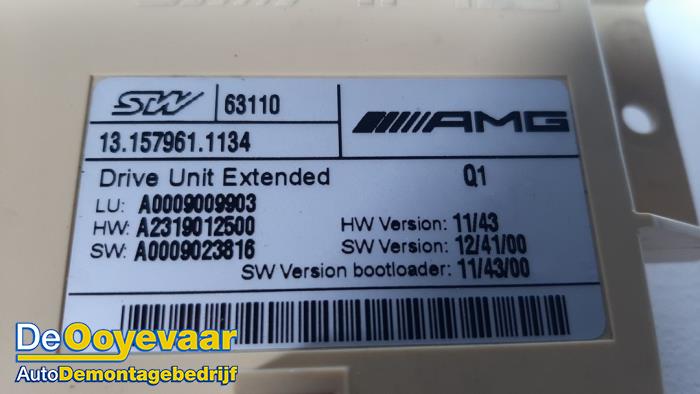 SW 63110
AMG
13.157961.1134
Drive Unit Extended Q1
LU: A0009009903
HW: A2319012500 HW Version: 11/43
SW: A0009023816 SW Version: 12/41/00
SW Version bootloader: 11/43/00
De Ooyevaar
AutoDemontagebedrijf